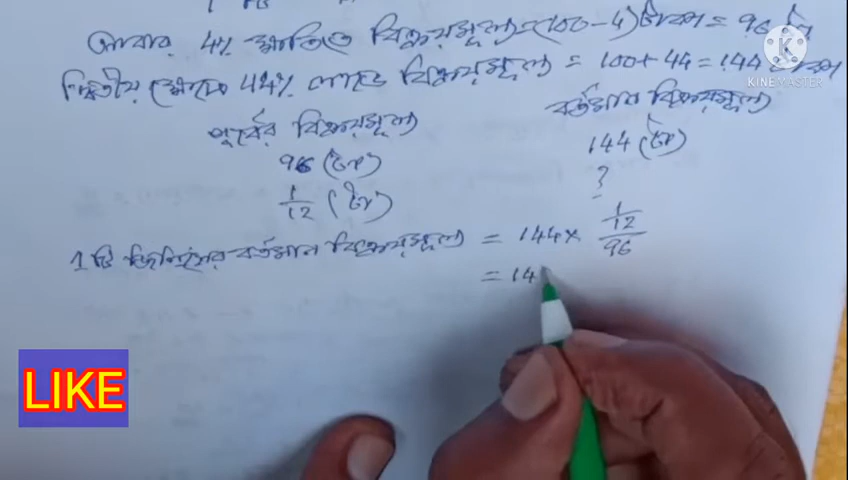 আবার 4% ক্ষতিতে বিক্রয়মূল্য = (100-4) টাকা = 96 টা
দ্বিতীয় ক্ষেত্রে 44% লাভে বিক্রয়মূল্য = 100+44 = 144 টাকা
পূর্বের বিক্রয়মূল্য বর্তমান বিক্রয়মূল্য
96 (টা) 144 (টা)
1/12 (টা) ?
1 টি জিনিসের বর্তমান বিক্রয়মূল্য = 144 × 1/12/96
= 14
KINEMASTER
LIKE